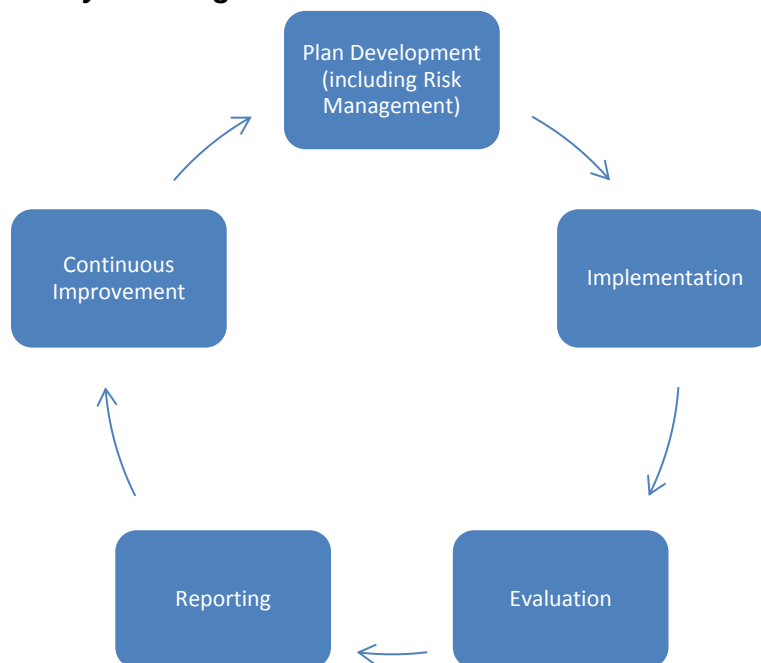 Plan Development
(including Risk
Management)
Implementation
Evaluation
Reporting
Continuous
Improvement